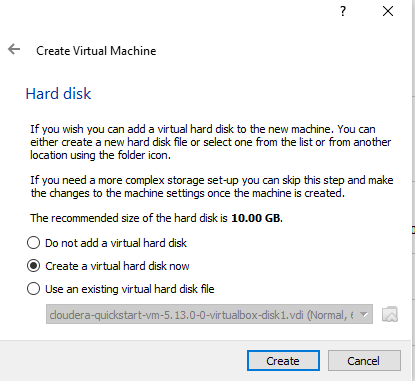 ?
Create Virtual Machine
Hard disk
If you wish you can add a virtual hard disk to the new machine. You can
either create a new hard disk file or select one from the list or from another
location using the folder icon.
If you need a more complex storage set-up you can skip this step and make
the changes to the machine settings once the machine is created.
The recommended size of the hard disk is 10.00 GB.
Do not add a virtual hard disk
Create a virtual hard disk now
Use an existing virtual hard disk file
cloudera-quickstart-vm-5.13.0-0-virtualbox-disk1.vdi (Normal,
Create Cancel